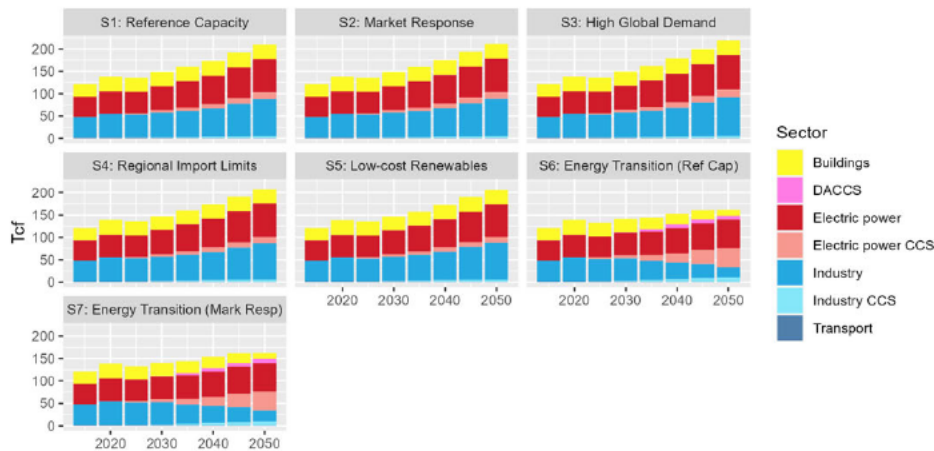 S1: Reference Capacity
S2: Market Response
S3: High Global Demand
200
150
100
50
0
S4: Regional Import Limits
S5: Low-cost Renewables
S6: Energy Transition (Ref Cap)
Tcf
200
150
100
50
0
2020 2030 2040 2050
2020 2030 2040 2050
S7: Energy Transition (Mark Resp)
200
150
100
50
0
2020 2030 2040 2050
Sector
Buildings
DACCS
Electric power
Electric power CCS
Industry
Industry CCS
Transport